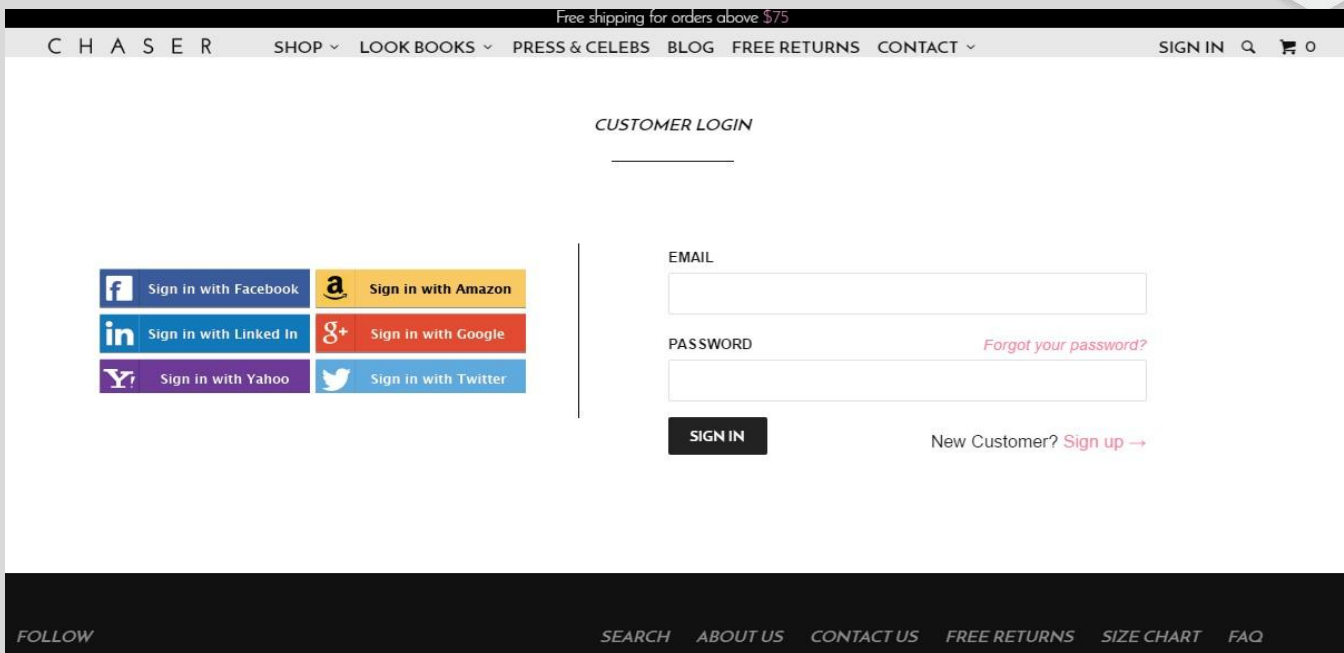 Free shipping for orders above $75
C H A S E R SHOP LOOK BOOKS PRESS & CELEBS BLOG FREE RETURNS CONTACT SIGN IN 0
CUSTOMER LOGIN
f Sign in with Facebook a Sign in with Amazon
in Sign in with Linked In g+ Sign in with Google
Y! Sign in with Yahoo Sign in with Twitter
EMAIL
PASSWORD Forgot your password?
SIGN IN New Customer? Sign up →
FOLLOW SEARCH ABOUT US CONTACT US FREE RETURNS SIZE CHART FAQ